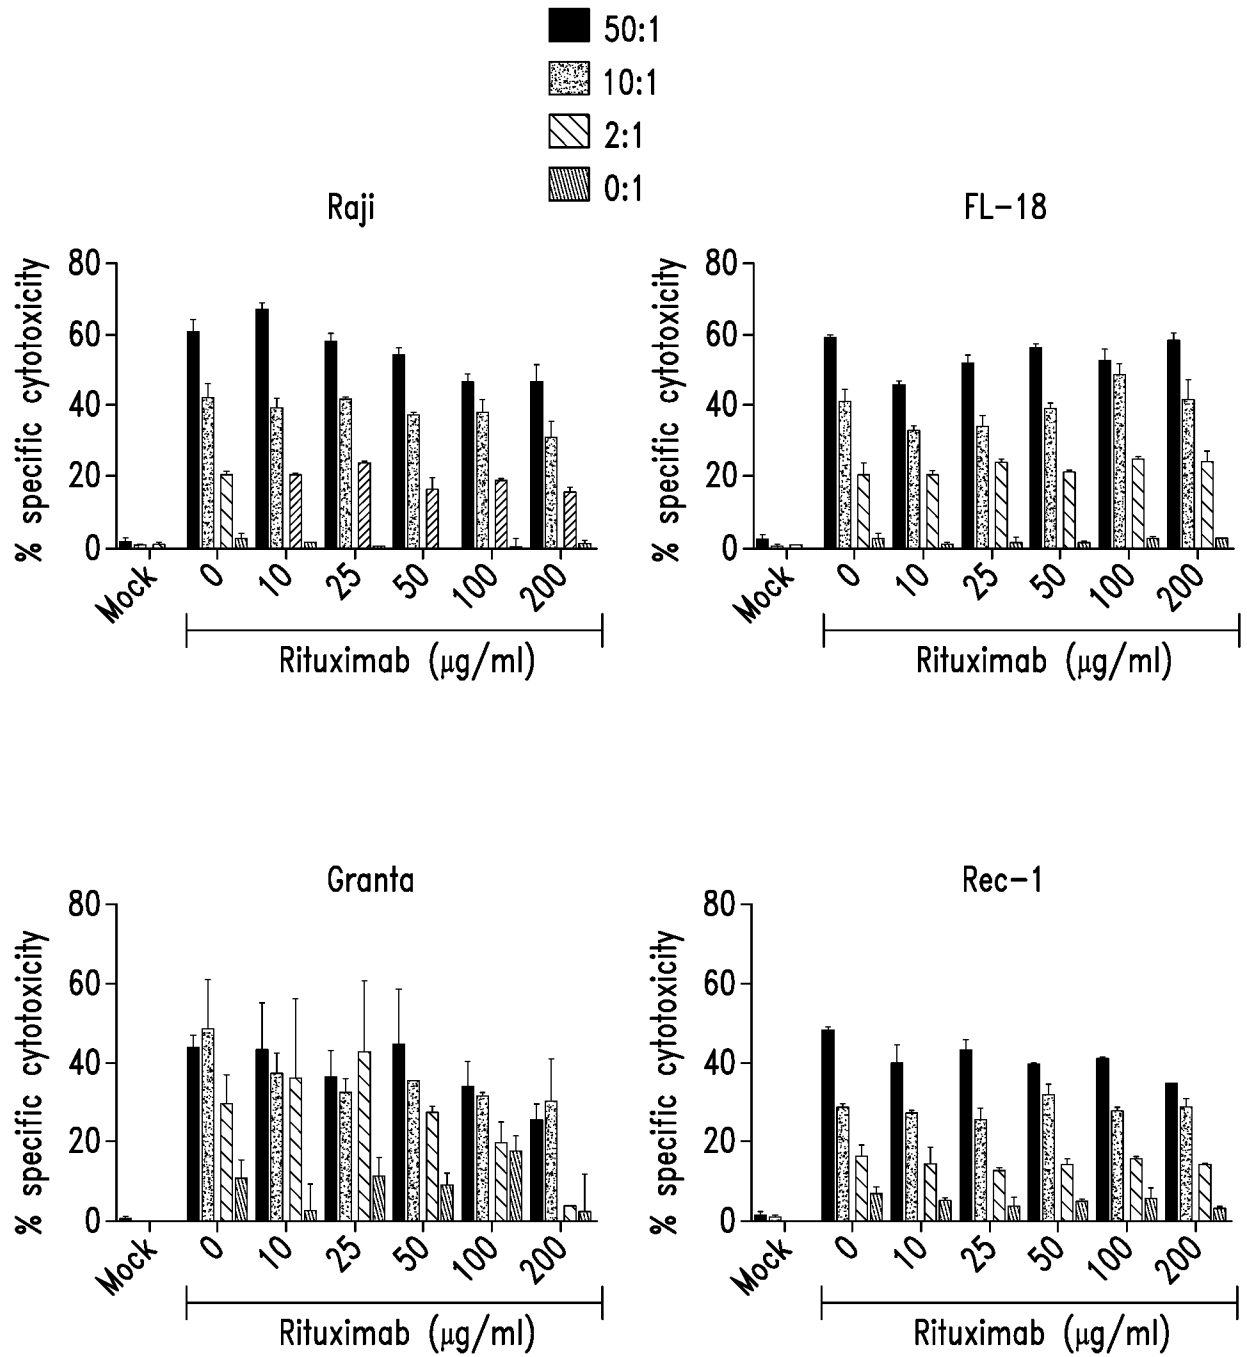 50:1
10:1
2:1
0:1
Raji
% specific cytotoxicity
80
60
40
20
0
Mock 0 10 25 50 100 200
Rituximab (μg/ml)
FL-18
% specific cytotoxicity
80
60
40
20
0
Mock 0 10 25 50 100 200
Rituximab (μg/ml)
Granta
% specific cytotoxicity
80
60
40
20
0
Mock 0 10 25 50 100 200
Rituximab (μg/ml)
Rec-1
% specific cytotoxicity
80
60
40
20
0
Mock 0 10 25 50 100 200
Rituximab (μg/ml)